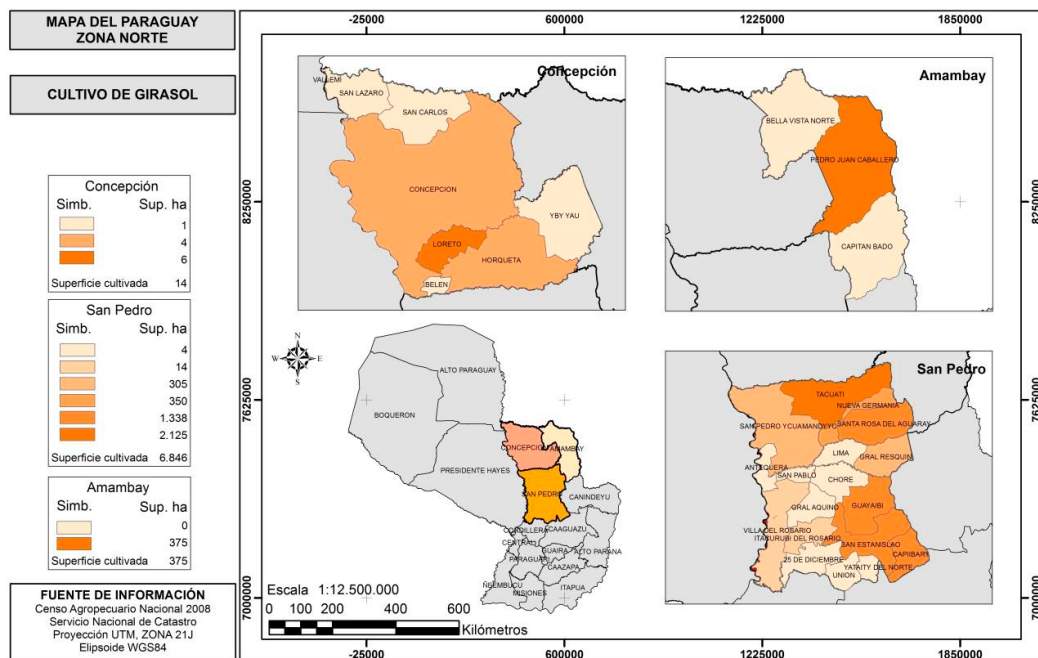 MAPA DEL PARAGUAY
ZONA NORTE
CULTIVO DE GIRASOL
Concepción
Simb. Sup. ha
1
4
6
Superficie cultivada 14
San Pedro
Simb. Sup. ha
4
14
305
350
1.338
2.125
Superficie cultivada 6.846
Amambay
0
375
Superficie cultivada 375
FUENTE DE INFORMACIÓN
Censo Agropecuario Nacional 2008
Servicio Nacional de Catastro
Proyección UTM, ZONA 21J
Elipsoide WGS84
-25000 600000 1225000 1850000
8250000
7625000
7000000
Concepción
VALLEMI
SAN LAZARO
SAN CARLOS
CONCEPCION
YBY YAU
LORETO
HORQUETA
BELEN
Amambay
BELLA VISTA NORTE
PEDRO JUAN CABALLERO
CAPITAN BADO
8250000
7625000
7000000
N
W E
S
ALTO PARAGUAY
BOQUERON
CONCEPCION
AMAMBAY
PRESIDENTE HAYES
SAN PEDRO
CANINDEYU
CORDILLERA
CAAGUAZU
CENTRAL
GUAIRA
ALTO PARANA
PARAGUARI
CAAZAPA
ÑEEMBUCU
MISIONES
ITAPUA
Escala 1:12.500.000
0 50 100 200 400 600
Kilómetros
San Pedro
TACUATI
NUEVA GERMANIA
SAN PEDRO YCUAMANDYYU
SANTA ROSA DEL AGUARAY
LIMA
GRAL RESQUIN
ANTEQUERA
SAN PABLO
CHORE
GRAL AQUINO
GUAYAIBI
VILLA DEL ROSARIO
ITACURUBI DEL ROSARIO
SAN ESTANISLAO
CAPIIBARY
25 DE DICIEMBRE
YATAITY DEL NORTE
UNION
-25000 600000 1225000 1850000